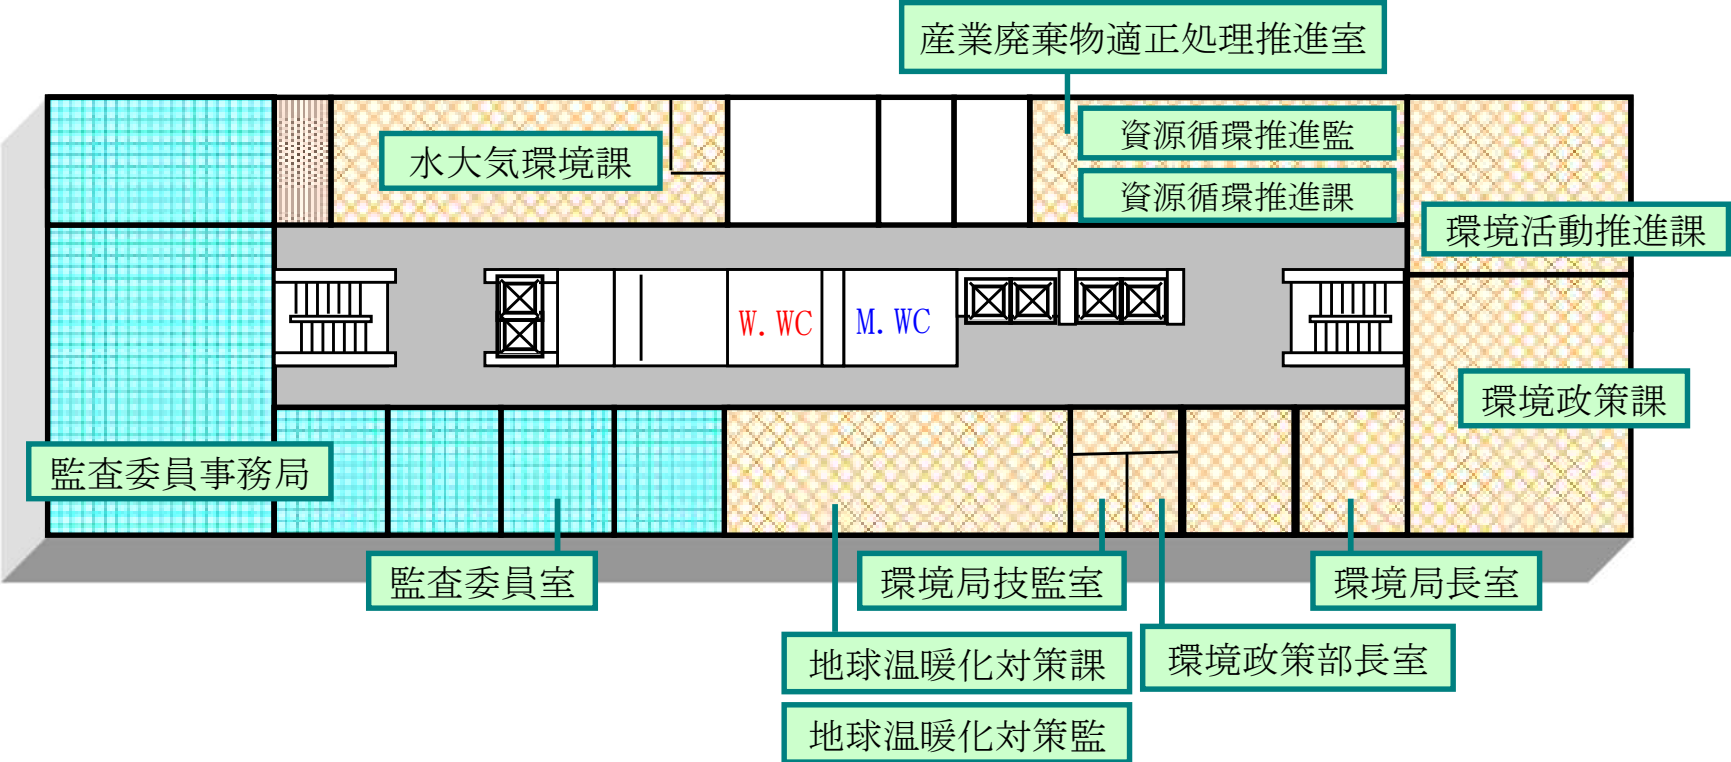 産業廃棄物適正処理推進室
資源循環推進監
水大気環境課
資源循環推進課
環境活動推進課
W.WC
M.WC
環境政策課
監査委員事務局
監査委員室
環境局技監室
環境局長室
地球温暖化対策課
環境政策部長室
地球温暖化対策監